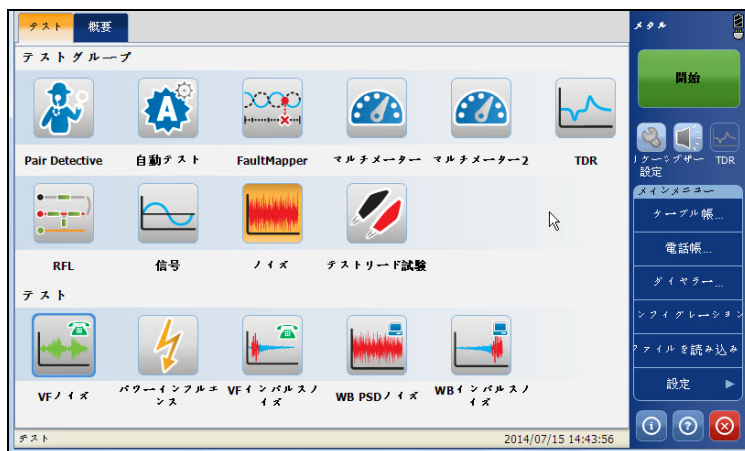 テスト 概要
テストグループ
Pair Detective 自動テスト FaultMapper マルチメーター マルチメーター2 TDR
RFL 信号 ノイズ テストリード試験
テスト
VFノイズ パワーインフルエンス VFインパルスノイズ WB PSDノイズ WBインパルスノイズ
テスト 2014/07/15 14:43:56
メタル
開始
ブザー TDR
設定
メインメニュー
ケーブル帳...
電話帳...
ダイヤラー...
ンフィグレーション
ファイルを読み込み
設定